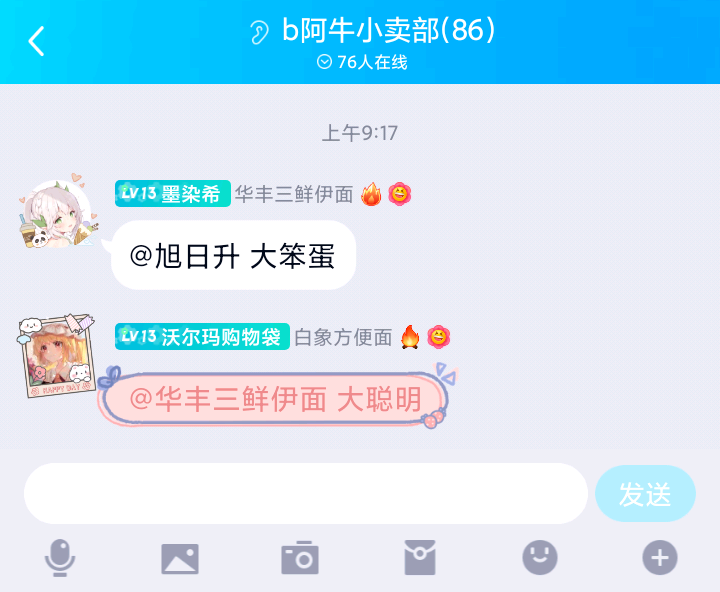 b阿牛小卖部(86)
76人在线
上午9:17
LV13 墨染希 华丰三鲜伊面
@旭日升 大笨蛋
LV13 沃尔玛购物袋 白象方便面
HAPPY DAY
@华丰三鲜伊面 大聪明
发送